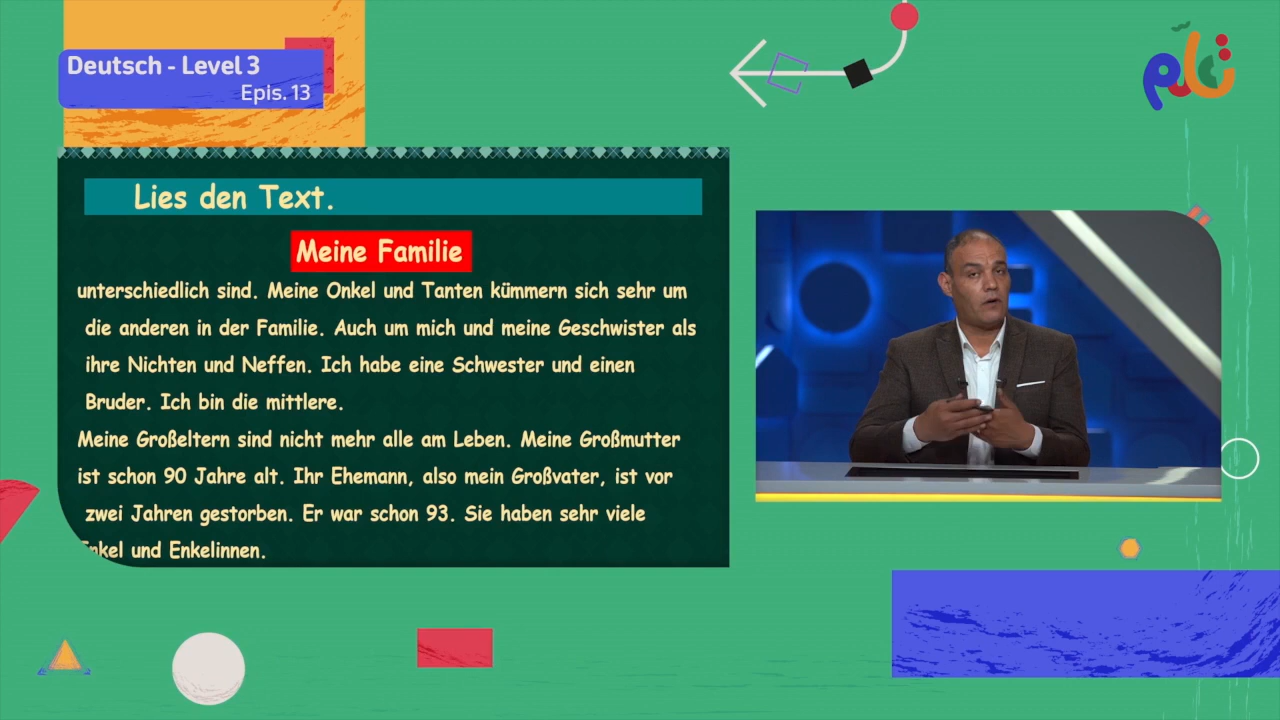 Deutsch - Level 3
Epis. 13
Lies den Text.
Meine Familie
unterschiedlich sind. Meine Onkel und Tanten kümmern sich sehr um
die anderen in der Familie. Auch um mich und meine Geschwister als
ihre Nichten und Neffen. Ich habe eine Schwester und einen
Bruder. Ich bin die mittlere.
Meine Großeltern sind nicht mehr alle am Leben. Meine Großmutter
ist schon 90 Jahre alt. Ihr Ehemann, also mein Großvater, ist vor
zwei Jahren gestorben. Er war schon 93. Sie haben sehr viele
Enkel und Enkelinnen.